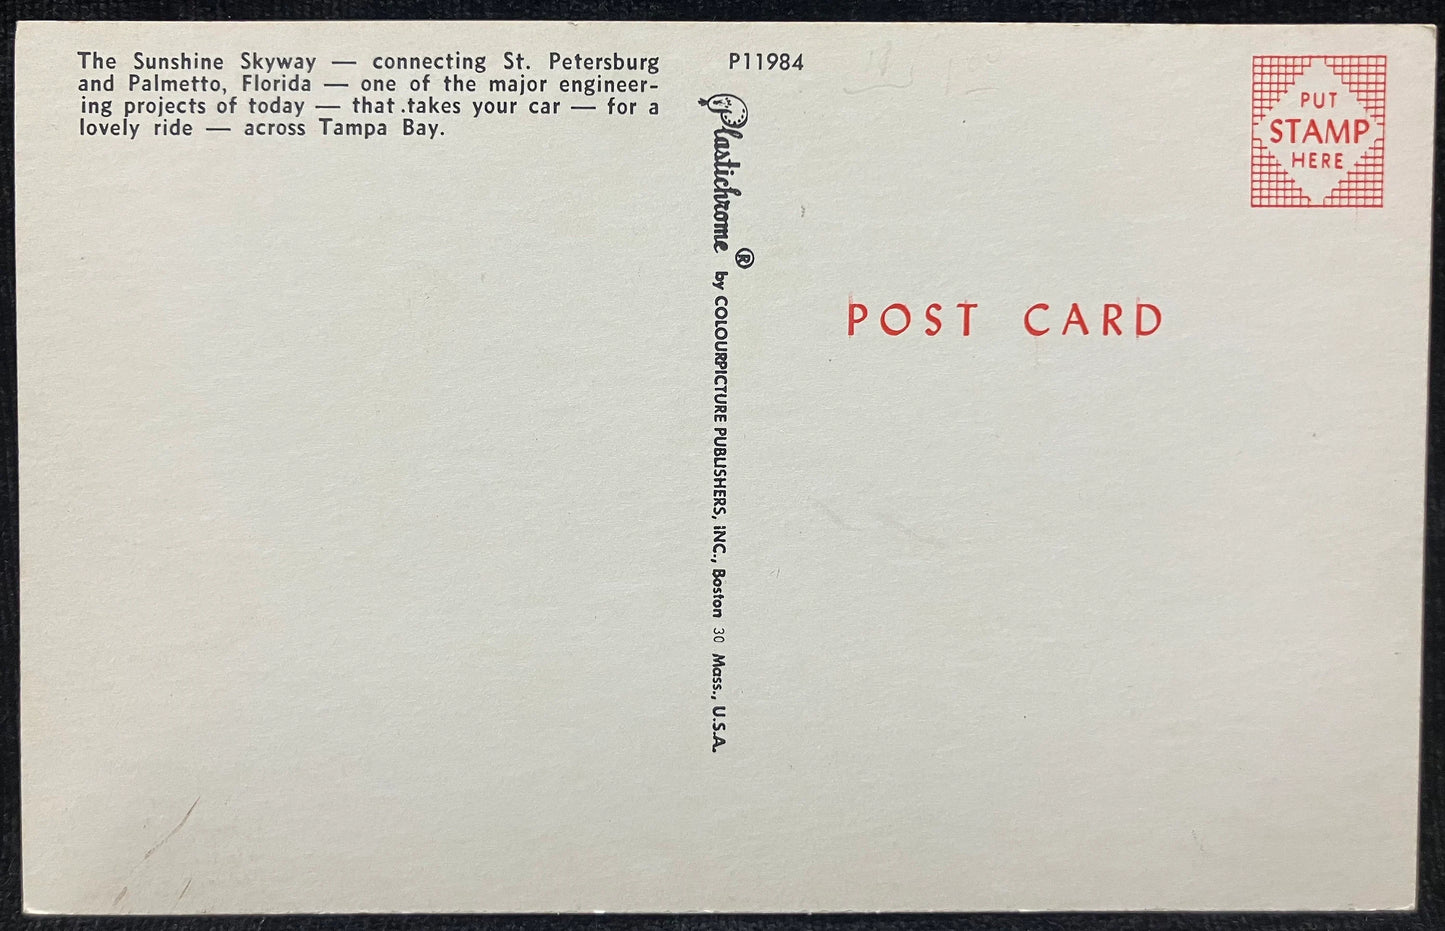 The Sunshine Skyway — connecting St. Petersburg
and Palmetto, Florida — one of the major engineer-
ing projects of today — that .takes your car — for a
lovely ride — across Tampa Bay.
P11984
Plastichrome ® by COLOURPICTURE PUBLISHERS, INC., Boston 30 Mass., U.S.A.
PUT
STAMP
HERE
POST CARD